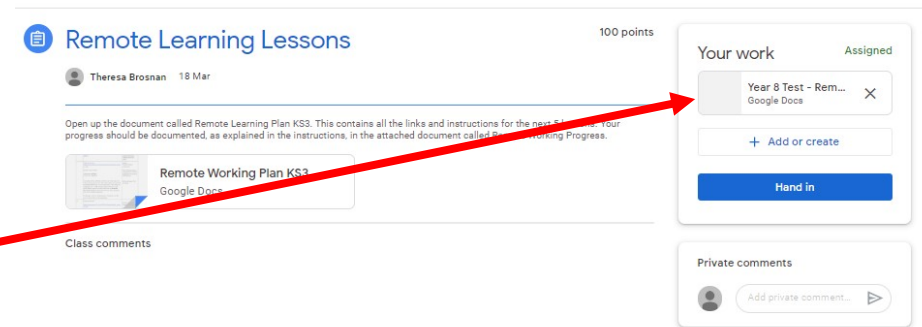 Remote Learning Lessons
100 points
Theresa Brosnan 18 Mar
Open up the document called Remote Learning Plan KS3. This contains all the links and instructions for the next 5 Your
progress should be documented, as explained in the instructions, in the attached document called Working Progress.
Remote Working Plan KS3
Google Docs
Class comments
Your work Assigned
Year 8 Test - Rem...
Google Docs
+ Add or create
Hand in
Private comments
Add private comment...